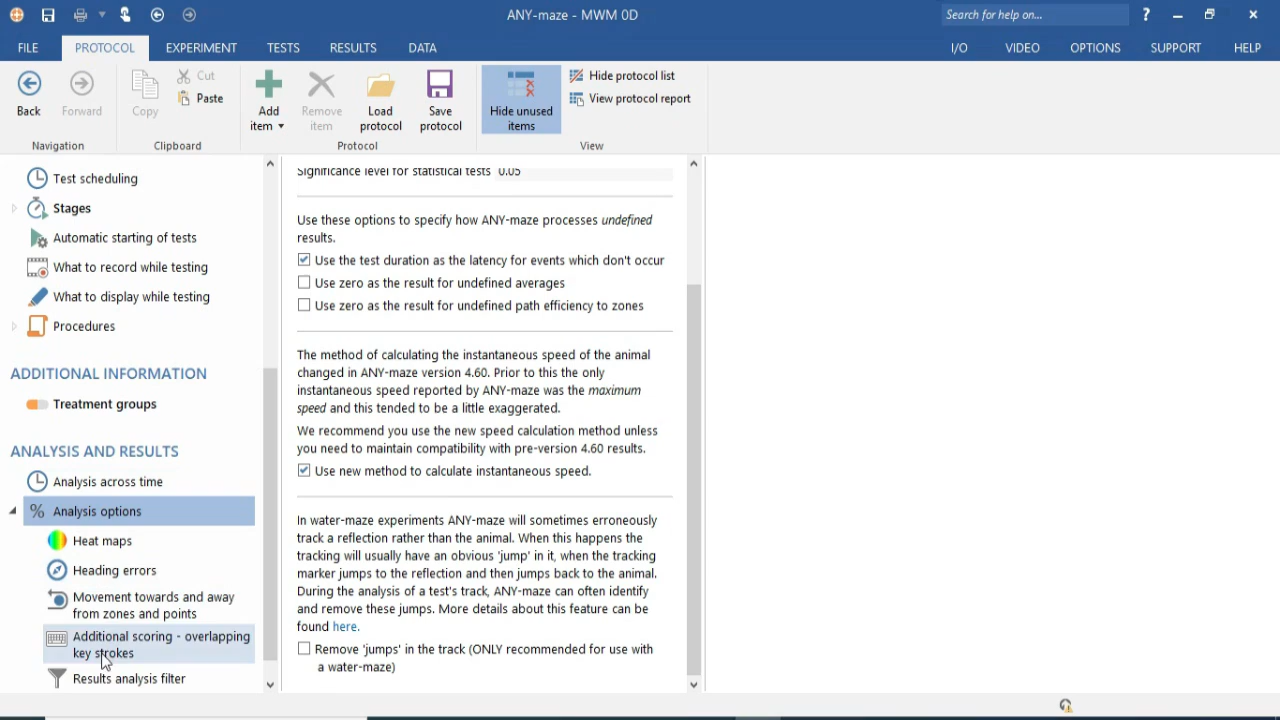 ANY-maze - MWM 0D
Search for help on...
?
FILE
PROTOCOL
EXPERIMENT
TESTS
RESULTS
DATA
I/O
VIDEO
OPTIONS
SUPPORT
HELP
Back
Forward
Navigation
Copy
Cut
Paste
Clipboard
Add
item
Remove
item
Load
protocol
Save
protocol
Protocol
Hide unused
items
Hide protocol list
View protocol report
View
Test scheduling
Stages
Automatic starting of tests
What to record while testing
What to display while testing
Procedures
ADDITIONAL INFORMATION
Treatment groups
ANALYSIS AND RESULTS
Analysis across time
% Analysis options
Heat maps
Heading errors
Movement towards and away
from zones and points
Additional scoring - overlapping
key strokes
Results analysis filter
Significance level for statistical tests 0.05
Use these options to specify how ANY-maze processes undefined
results.
Use the test duration as the latency for events which don't occur
Use zero as the result for undefined averages
Use zero as the result for undefined path efficiency to zones
The method of calculating the instantaneous speed of the animal
changed in ANY-maze version 4.60. Prior to this the only
instantaneous speed reported by ANY-maze was the maximum
speed and this tended to be a little exaggerated.
We recommend you use the new speed calculation method unless
you need to maintain compatibility with pre-version 4.60 results.
Use new method to calculate instantaneous speed.
In water-maze experiments ANY-maze will sometimes erroneously
track a reflection rather than the animal. When this happens the
tracking will usually have an obvious 'jump' in it, when the tracking
marker jumps to the reflection and then jumps back to the animal.
During the analysis of a test's track, ANY-maze can often identify
and remove these jumps. More details about this feature can be
found here.
Remove 'jumps' in the track (ONLY recommended for use with
a water-maze)